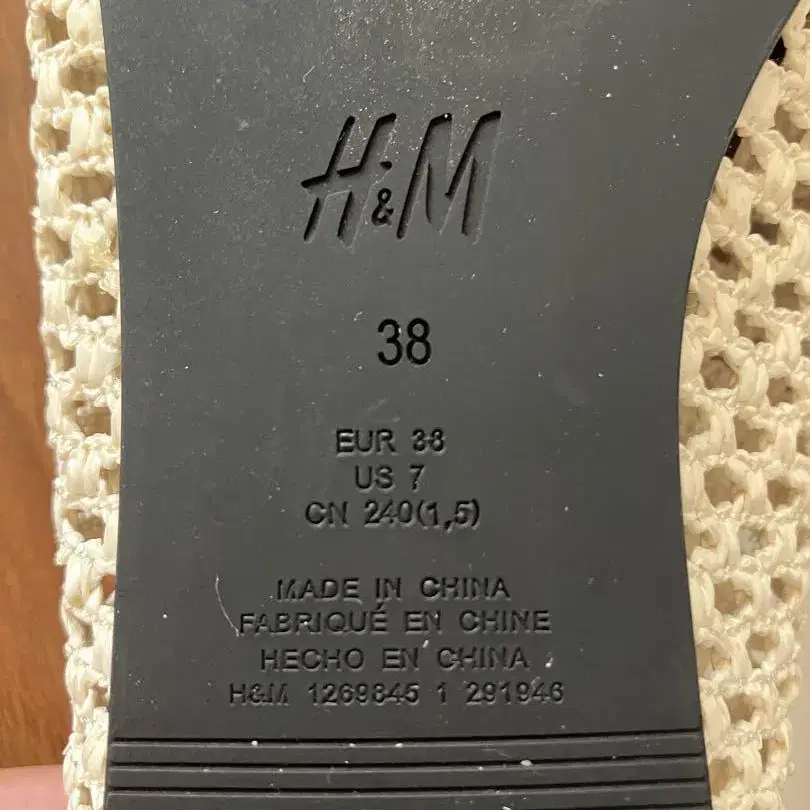 H&M
38
EUR 38
US 7
CN 240(1,5)
MADE IN CHINA
FABRIQUÉ EN CHINE
HECHO EN CHINA
H&M 1269845 1 291946